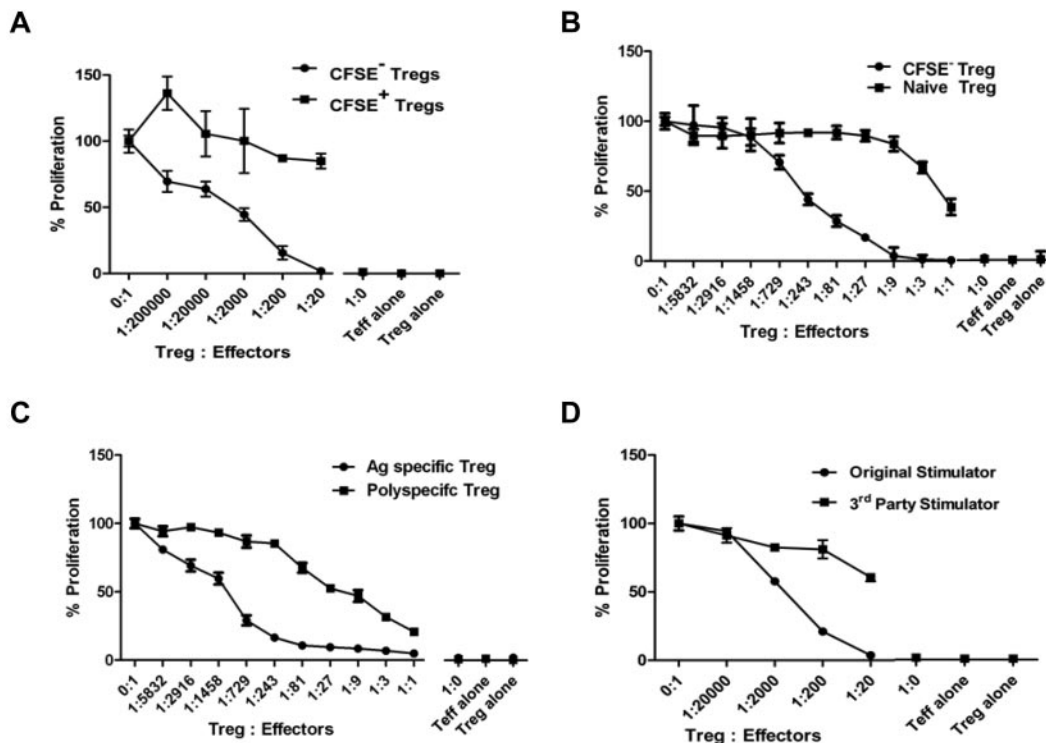 A
CFSE- Tregs
CFSE+ Tregs
150
100
50
0
% Proliferation
0:1
1:200000
1:20000
1:2000
1:200
1:20
1:0
Teff alone
Treg alone
Treg : Effectors
B
CFSE- Treg
Naive Treg
150
100
50
0
% Proliferation
0:1
1:5832
1:2916
1:1458
1:729
1:243
1:81
1:27
1:9
1:3
1:1
1:0
Teff alone
Treg alone
Treg : Effectors
C
Ag specific Treg
Polyspecifc Treg
150
100
50
0
% Proliferation
0:1
1:5832
1:2916
1:1458
1:729
1:243
1:81
1:27
1:9
1:3
1:1
1:0
Teff alone
Treg alone
Treg : Effectors
D
Original Stimulator
3rd Party Stimulator
150
100
50
0
% Proliferation
0:1
1:20000
1:2000
1:200
1:20
1:0
Teff alone
Treg alone
Treg : Effectors